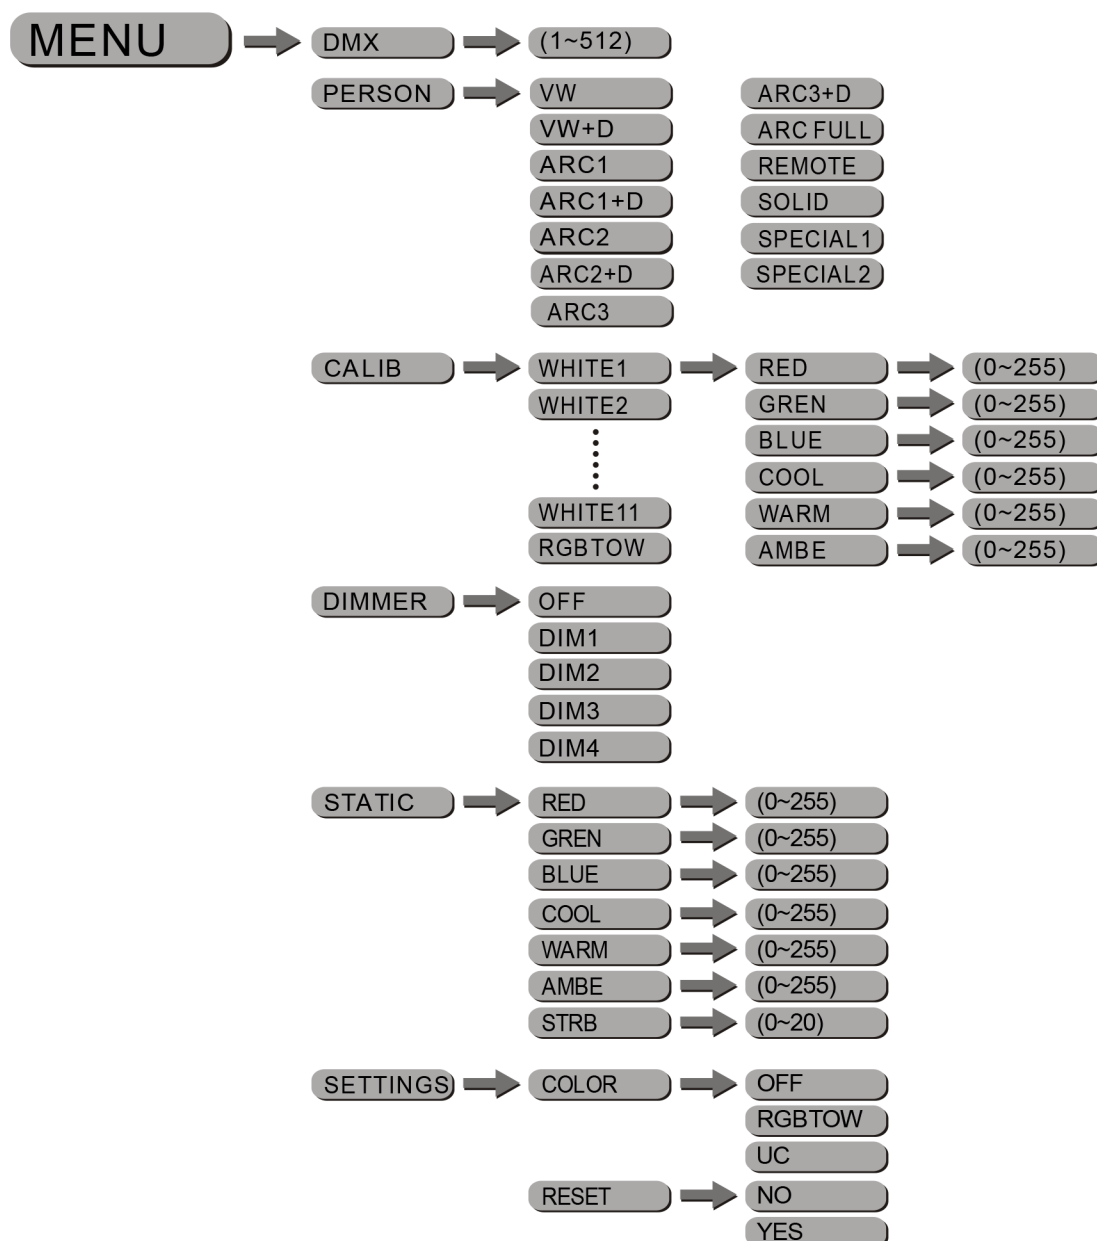 MENU DMX (1~512)
PERSON VW ARC3+D
VW+D ARC FULL
ARC1 REMOTE
ARC1+D SOLID
ARC2 SPECIAL1
ARC2+D SPECIAL2
ARC3
CALIB WHITE1 RED (0~255)
WHITE2 GREN (0~255)
BLUE (0~255)
COOL (0~255)
WHITE11 WARM (0~255)
RGBTOW AMBE (0~255)
DIMMER OFF
DIM1
DIM2
DIM3
DIM4
STATIC RED (0~255)
GREN (0~255)
BLUE (0~255)
COOL (0~255)
WARM (0~255)
AMBE (0~255)
STRB (0~20)
SETTINGS COLOR OFF
RGBTOW
UC
RESET NO
YES